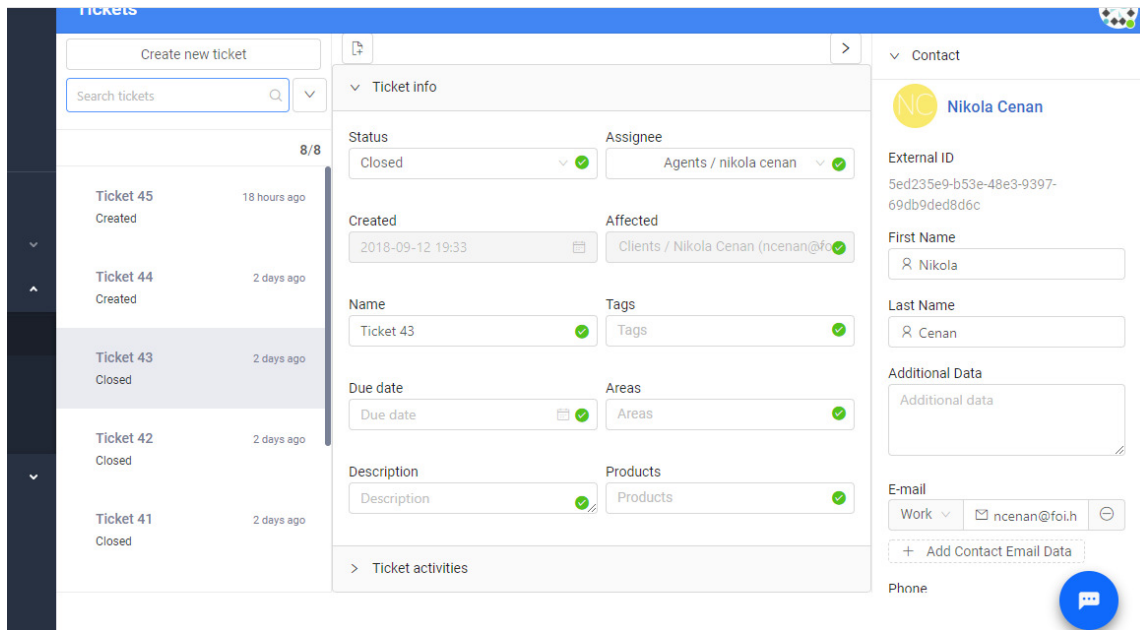 Tickets
Create new ticket
Search tickets
8/8
Ticket 45
18 hours ago
Created
Ticket 44
2 days ago
Created
Ticket 43
2 days ago
Closed
Ticket 42
2 days ago
Closed
Ticket 41
2 days ago
Closed
Ticket info
Status
Assignee
Closed
Agents / nikola cenan
Created
Affected
2018-09-12 19:33
Clients / Nikola Cenan (ncenan@fo
Name
Tags
Ticket 43
Tags
Due date
Areas
Due date
Areas
Description
Products
Description
Products
Ticket activities
Contact
NC
Nikola Cenan
External ID
5ed235e9-b53e-48e3-9397-
69db9ded8d6c
First Name
Nikola
Last Name
Cenan
Additional Data
Additional data
E-mail
Work
ncenan@foi.h
+ Add Contact Email Data
Phone